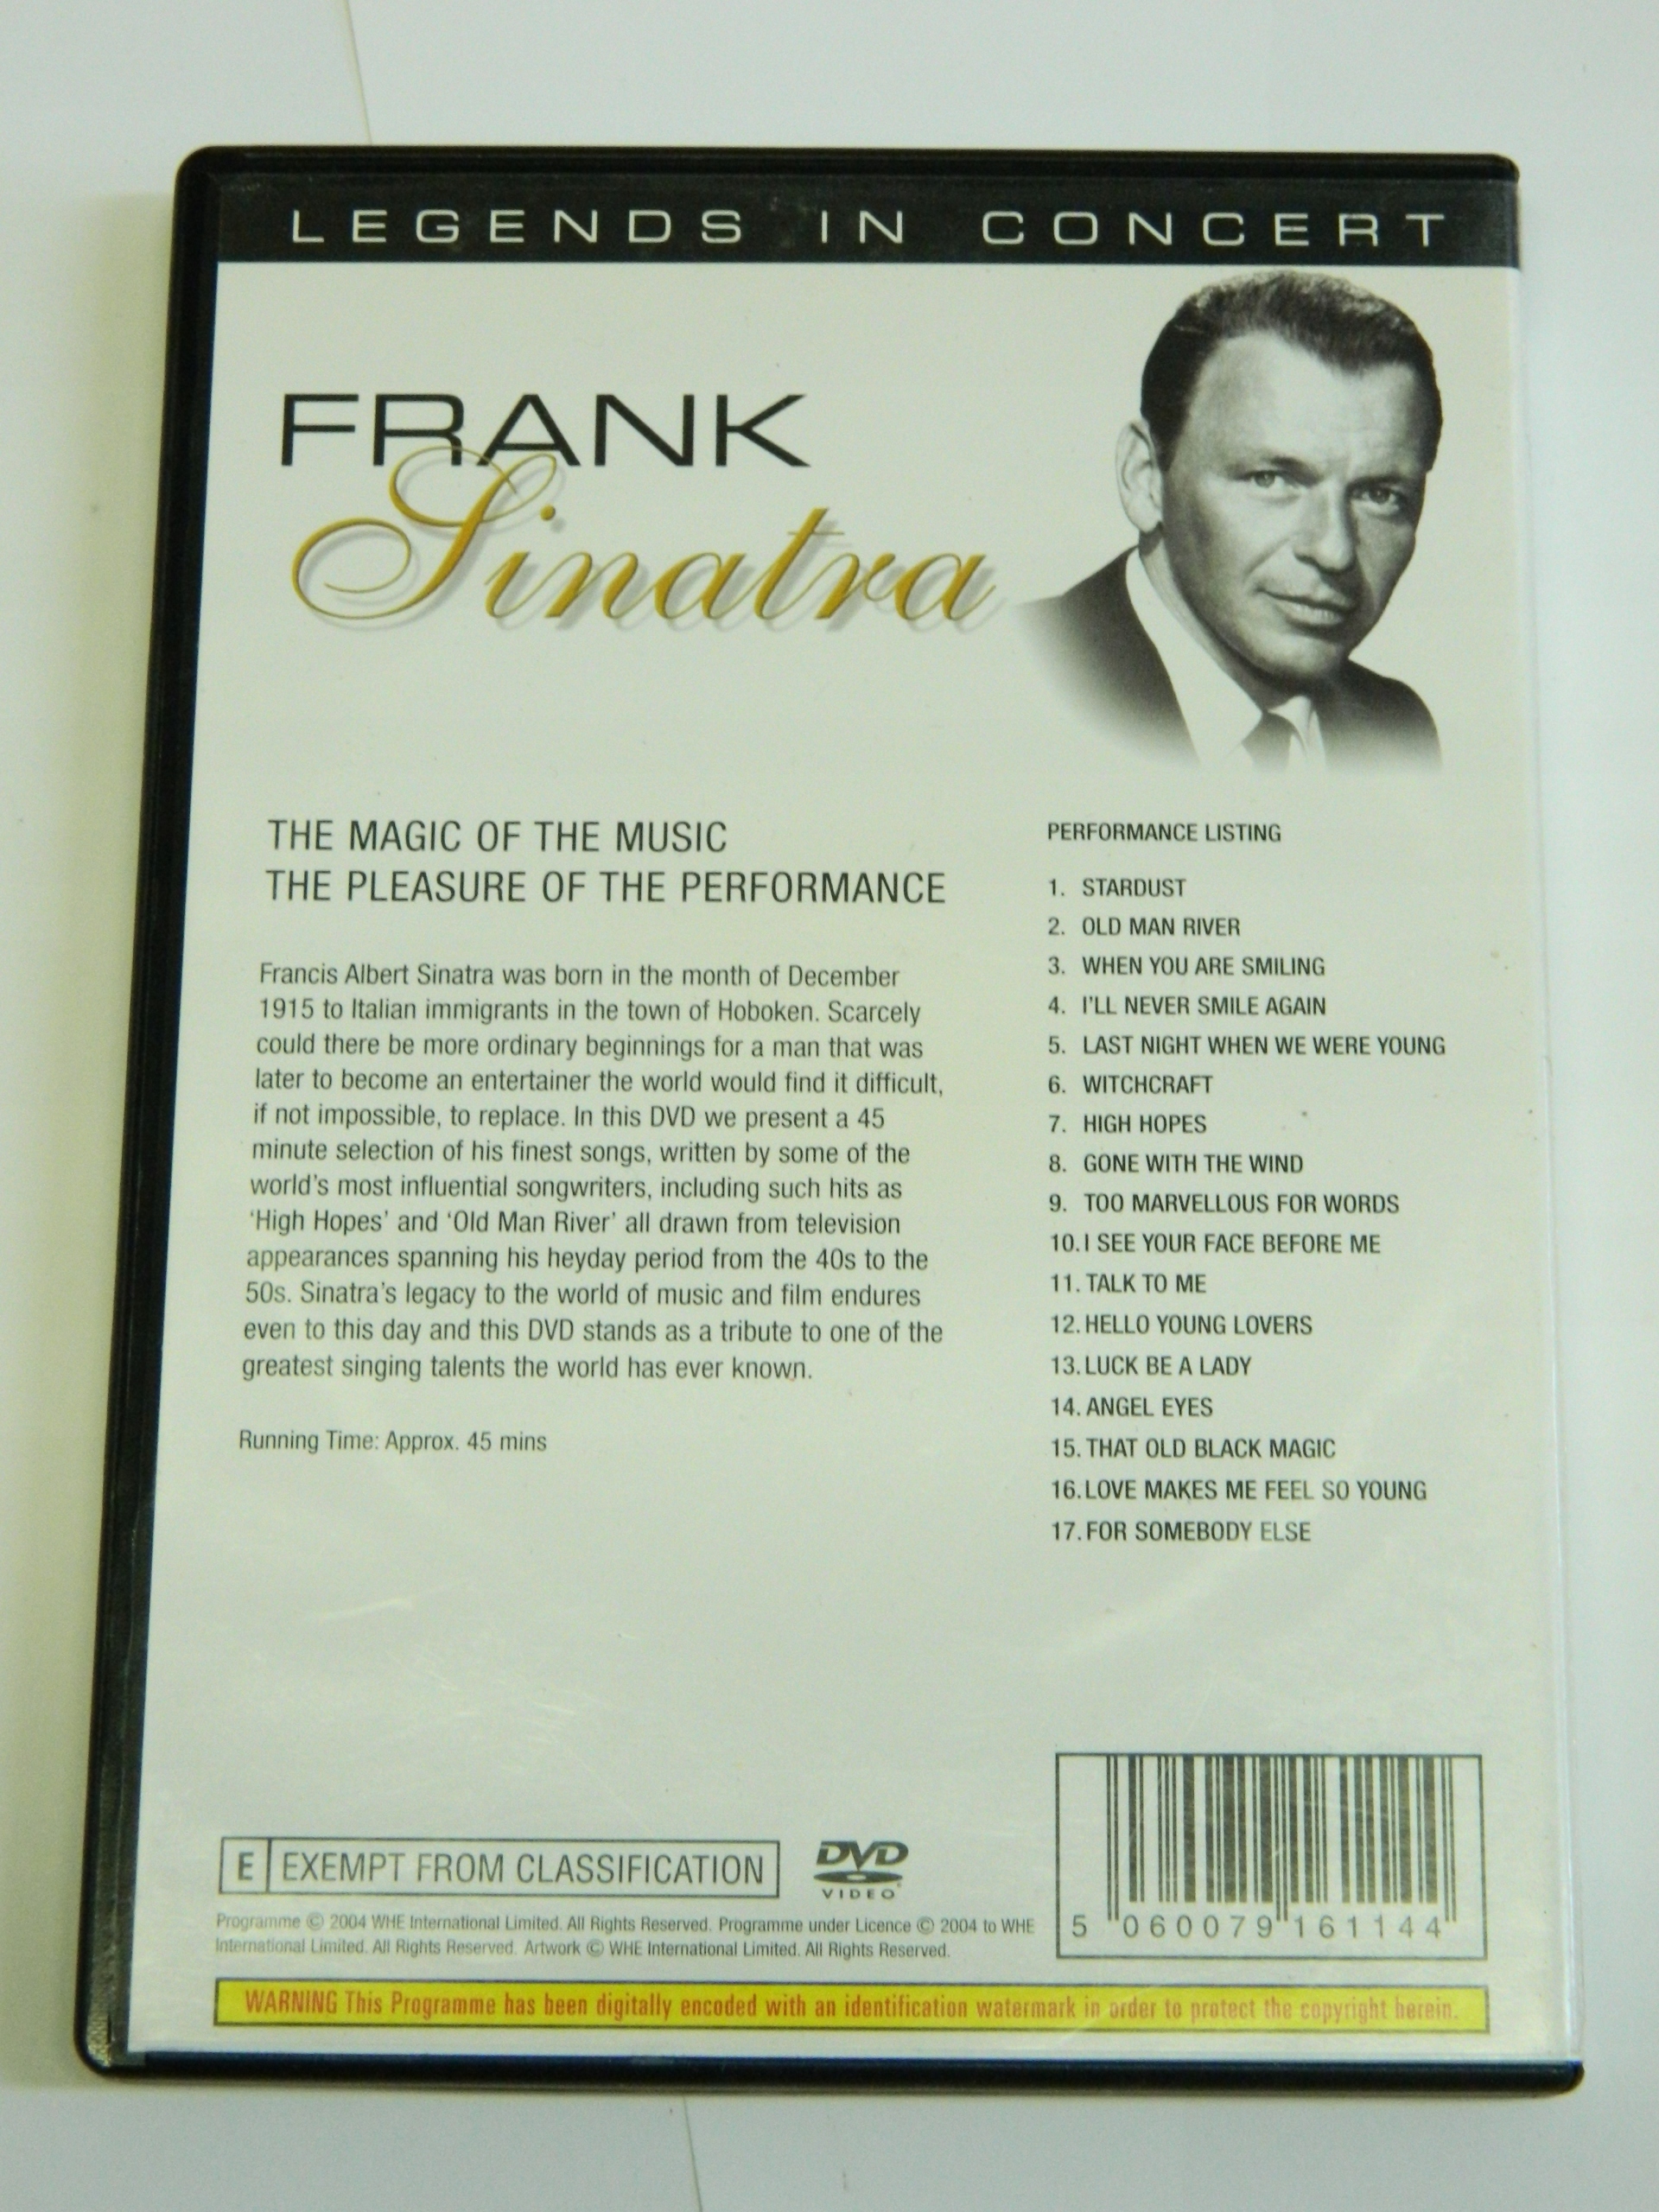 LEGENDS IN CONCERT
FRANK
Sinatra
THE MAGIC OF THE MUSIC
THE PLEASURE OF THE PERFORMANCE
Francis Albert Sinatra was born in the month of December
1915 to Italian immigrants in the town of Hoboken. Scarcely
could there be more ordinary beginnings for a man that was
later to become an entertainer the world would find it difficult,
if not impossible, to replace. In this DVD we present a 45
minute selection of his finest songs, written by some of the
world's most influential songwriters, including such hits as
'High Hopes' and 'Old Man River' all drawn from television
appearances spanning his heyday period from the 40s to the
50s. Sinatra's legacy to the world of music and film endures
even to this day and this DVD stands as a tribute to one of the
greatest singing talents the world has ever known.
Running Time: Approx. 45 mins
PERFORMANCE LISTING
1. STARDUST
2. OLD MAN RIVER
3. WHEN YOU ARE SMILING
4. I'LL NEVER SMILE AGAIN
5. LAST NIGHT WHEN WE WERE YOUNG
6. WITCHCRAFT
7. HIGH HOPES
8. GONE WITH THE WIND
9. TOO MARVELLOUS FOR WORDS
10. I SEE YOUR FACE BEFORE ME
11. TALK TO ME
12. HELLO YOUNG LOVERS
13. LUCK BE A LADY
14. ANGEL EYES
15. THAT OLD BLACK MAGIC
16. LOVE MAKES ME FEEL SO YOUNG
17. FOR SOMEBODY ELSE
E EXEMPT FROM CLASSIFICATION
DVD
VIDEO
Programme © 2004 WHE International Limited. All Rights Reserved. Programme under Licence © 2004 to WHE
International Limited. All Rights Reserved. Artwork © WHE International Limited. All Rights Reserved.
5 060079 161144
WARNING This Programme has been digitally encoded with an identification watermark in order to protect the copyright herein.